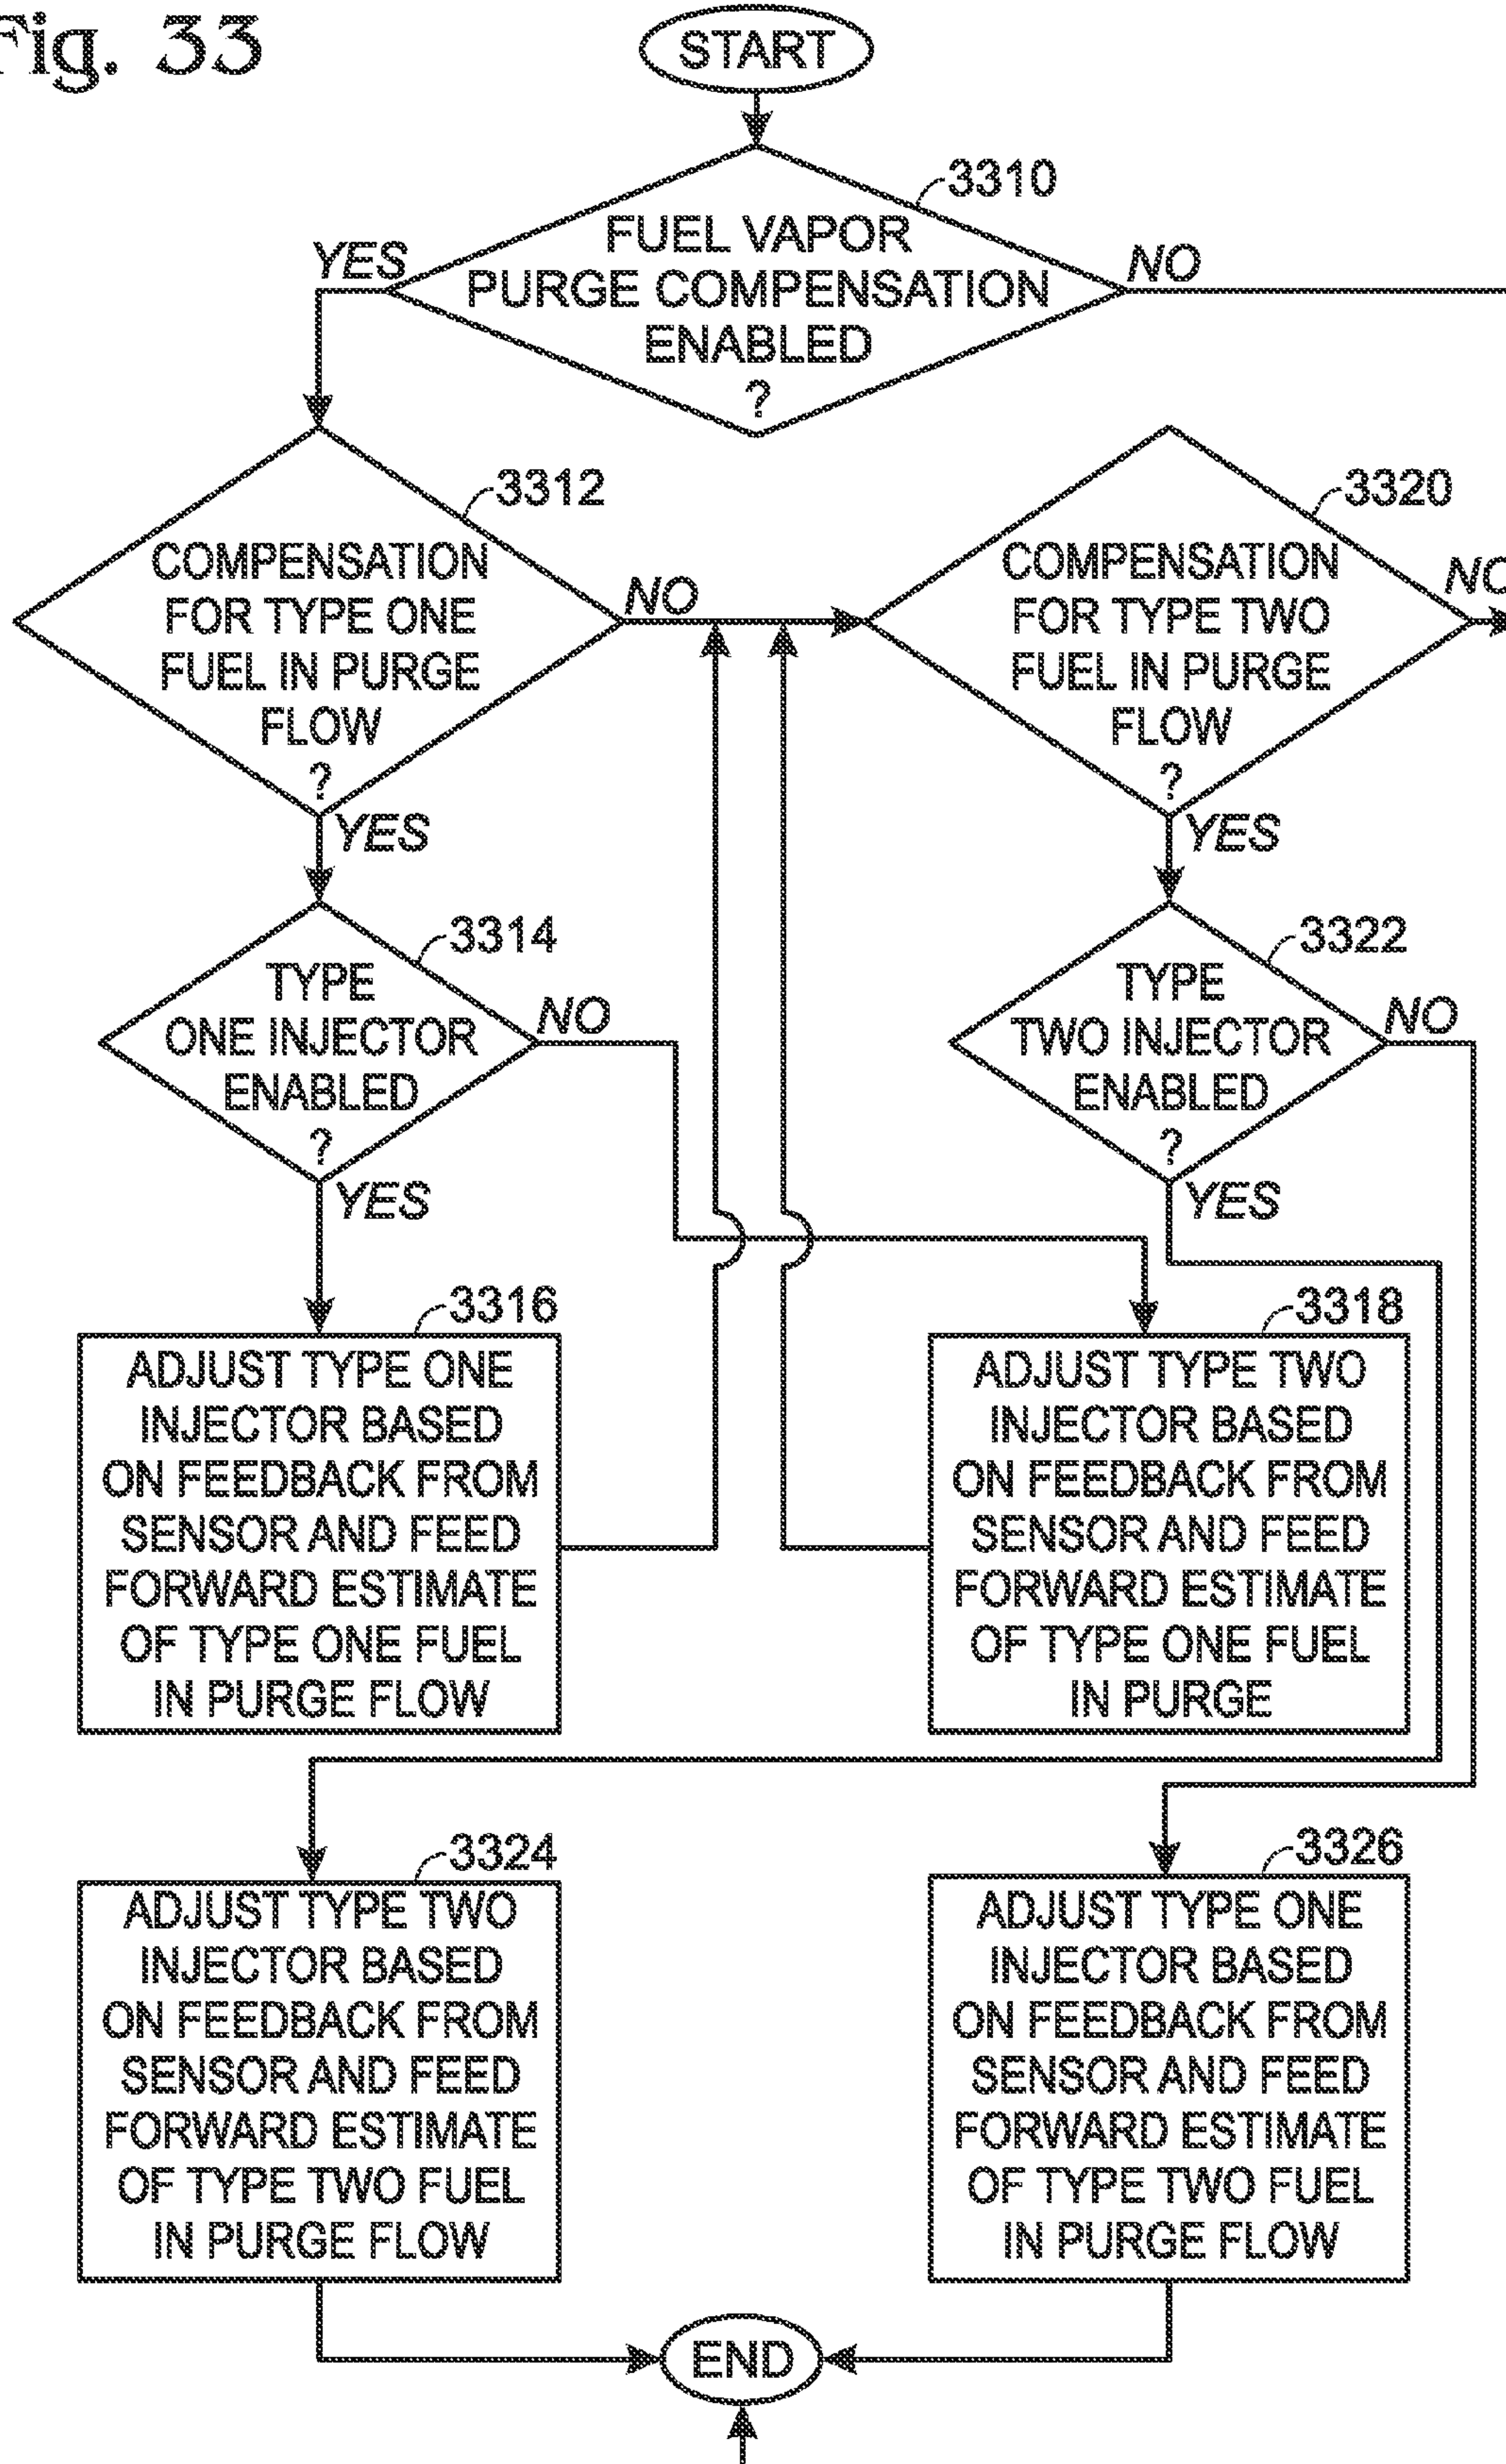 Fig. 33
START
3310
FUEL VAPOR
PURGE COMPENSATION
ENABLED
?
YES
NO
3312
COMPENSATION
FOR TYPE ONE
FUEL IN PURGE
FLOW
?
NO
YES
3320
COMPENSATION
FOR TYPE TWO
FUEL IN PURGE
FLOW
?
NO
YES
3314
TYPE
ONE INJECTOR
ENABLED
?
NO
YES
3322
TYPE
TWO INJECTOR
ENABLED
?
NO
YES
3316
ADJUST TYPE ONE
INJECTOR BASED
ON FEEDBACK FROM
SENSOR AND FEED
FORWARD ESTIMATE
OF TYPE ONE FUEL
IN PURGE FLOW
3318
ADJUST TYPE TWO
INJECTOR BASED
ON FEEDBACK FROM
SENSOR AND FEED
FORWARD ESTIMATE
OF TYPE ONE FUEL
IN PURGE
3324
ADJUST TYPE TWO
INJECTOR BASED
ON FEEDBACK FROM
SENSOR AND FEED
FORWARD ESTIMATE
OF TYPE TWO FUEL
IN PURGE FLOW
3326
ADJUST TYPE ONE
INJECTOR BASED
ON FEEDBACK FROM
SENSOR AND FEED
FORWARD ESTIMATE
OF TYPE TWO FUEL
IN PURGE FLOW
END